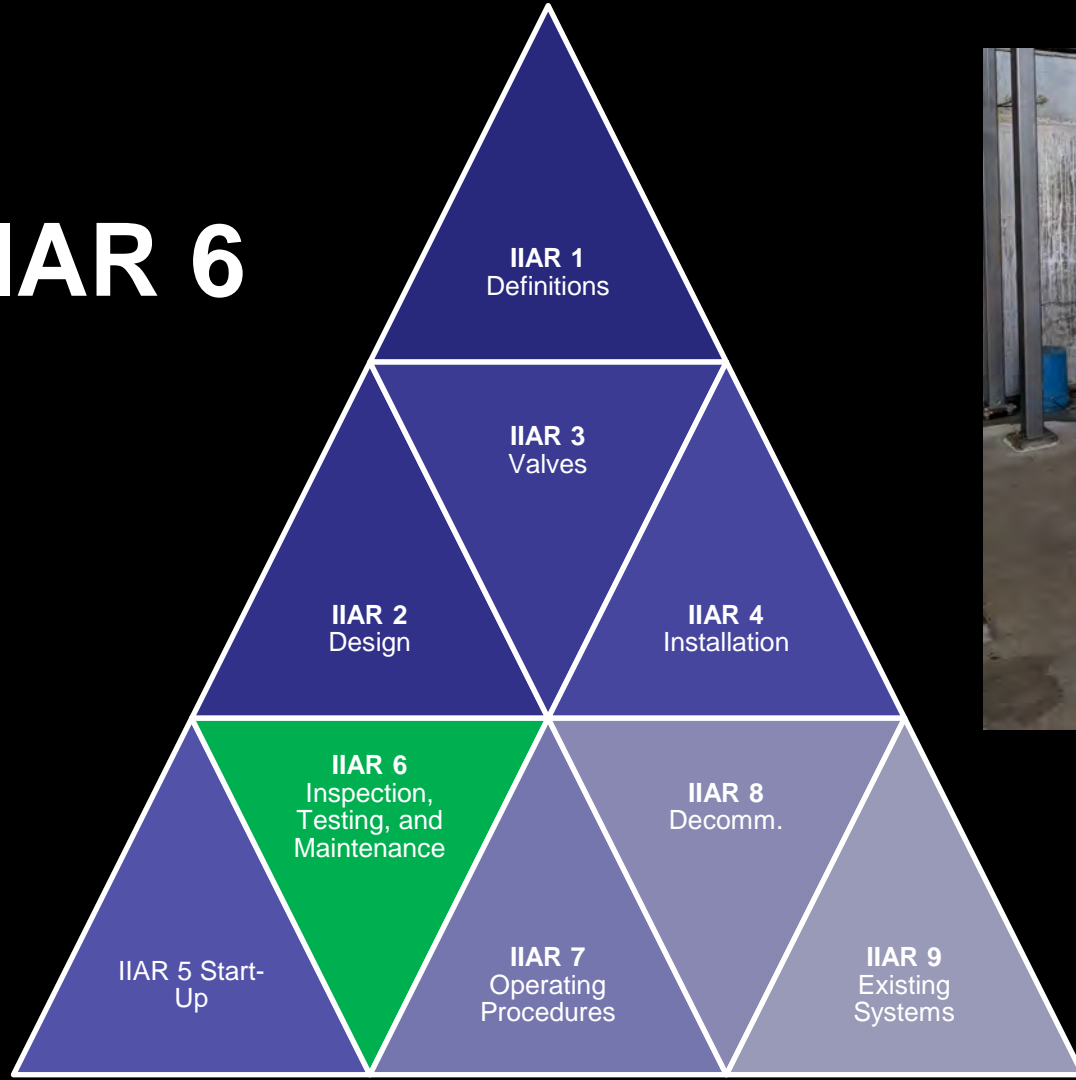 IAR 6
IIAR 1
Definitions
IIAR 3
Valves
IIAR 2
Design
IIAR 4
Installation
IIAR 6
Inspection,
Testing, and
Maintenance
IIAR 8
Decomm.
IIAR 5 Start-
Up
IIAR 7
Operating
Procedures
IIAR 9
Existing
Systems